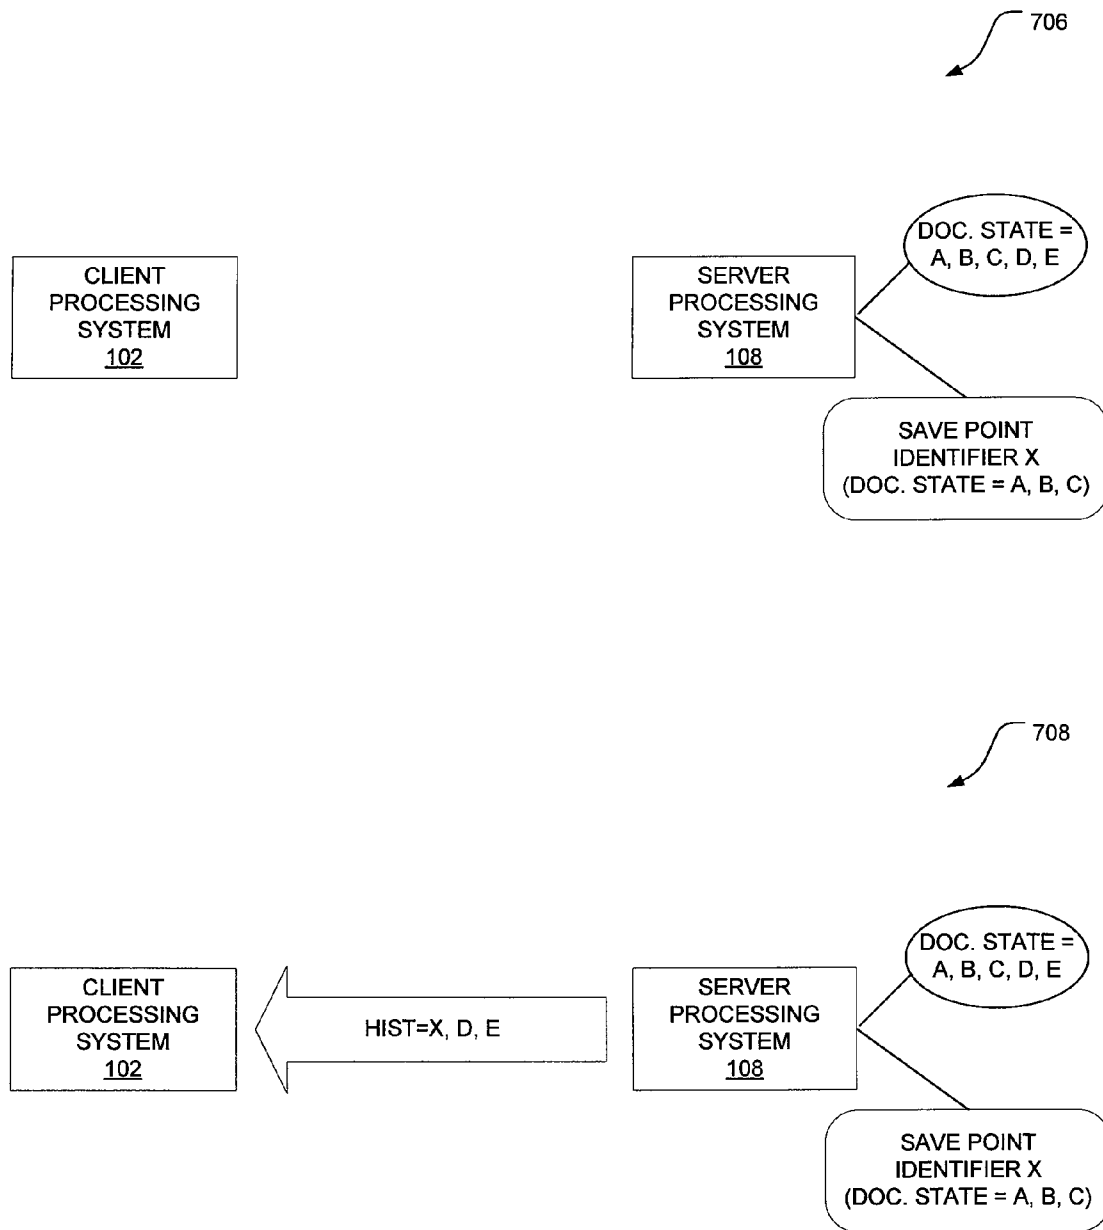 706
DOC. STATE =
A, B, C, D, E
CLIENT
PROCESSING
SYSTEM
102
SERVER
PROCESSING
SYSTEM
108
SAVE POINT
IDENTIFIER X
(DOC. STATE = A, B, C)
708
DOC. STATE =
A, B, C, D, E
CLIENT
PROCESSING
SYSTEM
102
HIST=X, D, E
SERVER
PROCESSING
SYSTEM
108
SAVE POINT
IDENTIFIER X
(DOC. STATE = A, B, C)